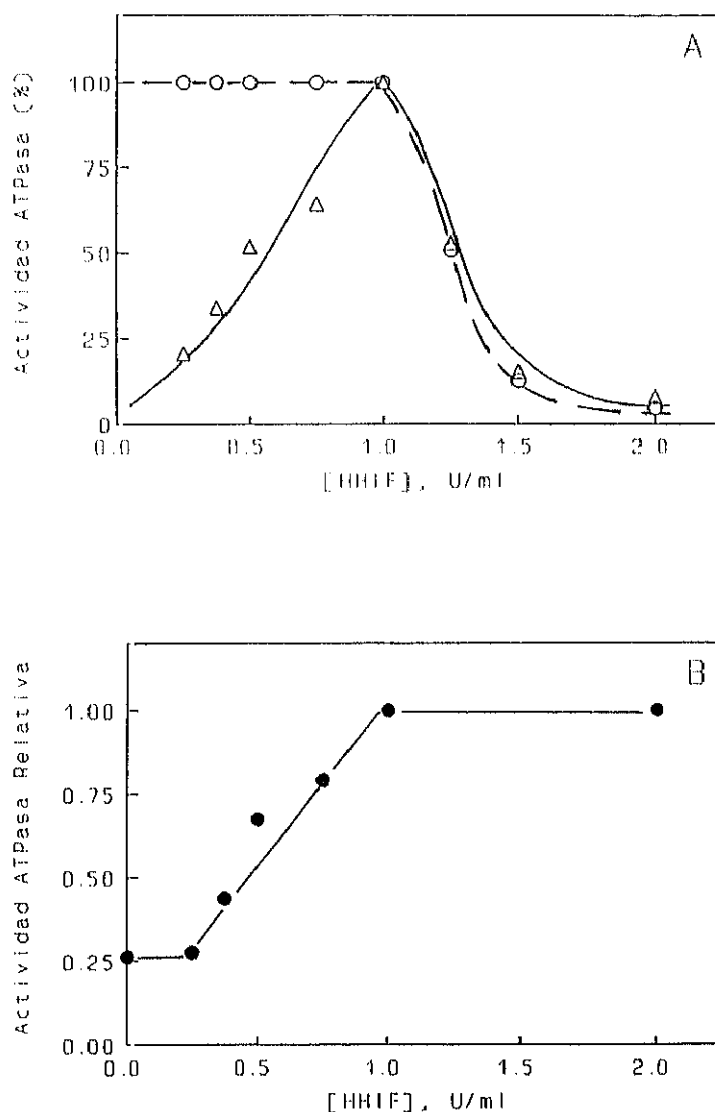 A
Actividad ATPasa (%)
100
75
50
25
0
0.0 0.5 1.0 1.5 2.0
[HHIF], U/ml
B
Actividad ATPasa Relativa
1.00
0.75
0.50
0.25
0.00
0.0 0.5 1.0 1.5 2.0
[HHIF], U/ml